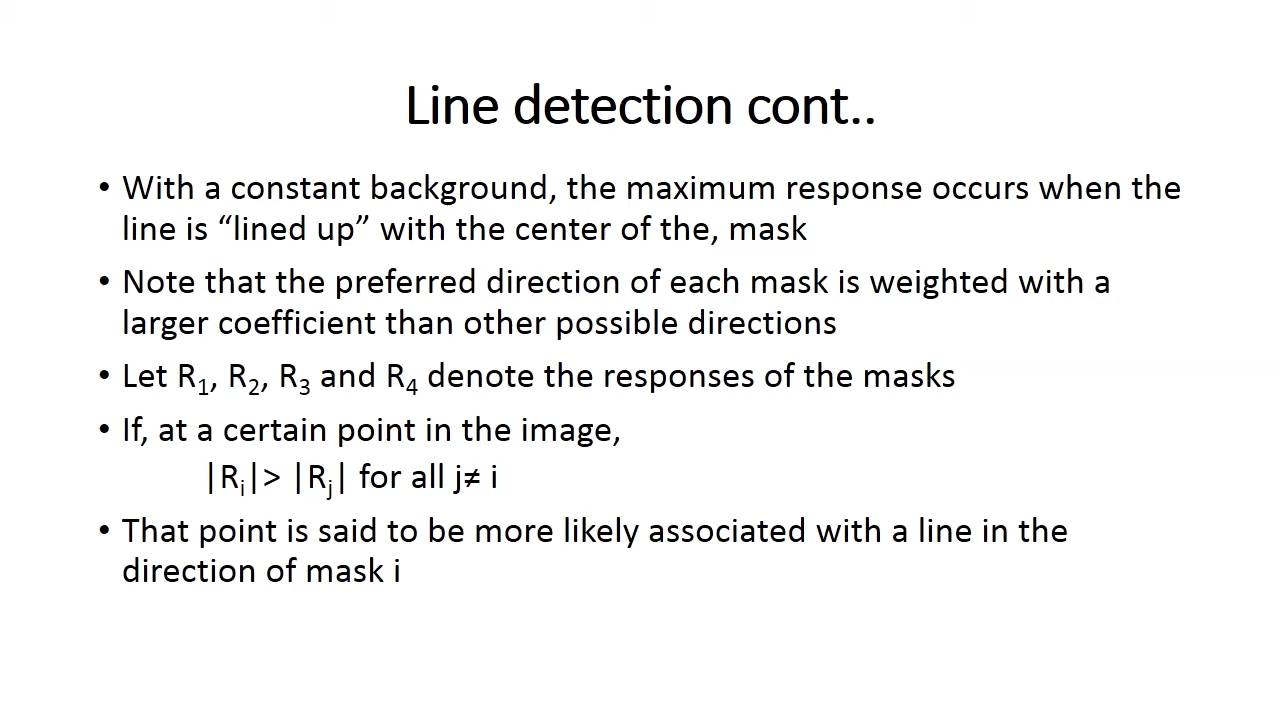 Line detection cont..
• With a constant background, the maximum response occurs when the
line is “lined up” with the center of the, mask
• Note that the preferred direction of each mask is weighted with a
larger coefficient than other possible directions
• Let R₁, R₂, R₃ and R₄ denote the responses of the masks
• If, at a certain point in the image,
|Rᵢ|> |Rⱼ| for all j≠ i
• That point is said to be more likely associated with a line in the
direction of mask i